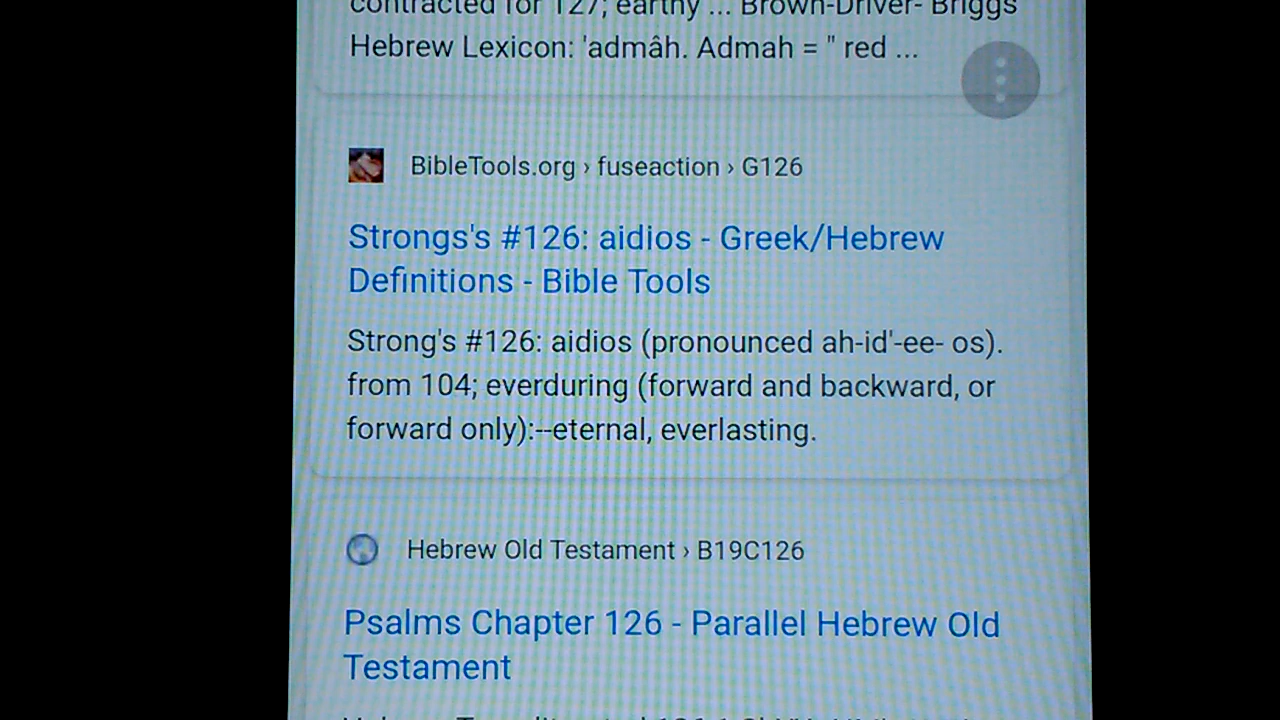 contracted for 127; earthy ... Brown-Driver- Briggs
Hebrew Lexicon: 'admâh. Admah = " red ...
BibleTools.org › fuseaction › G126
Strongs's #126: aidios - Greek/Hebrew
Definitions - Bible Tools
Strong's #126: aidios (pronounced ah-id'-ee- os).
from 104; everduring (forward and backward, or
forward only):--eternal, everlasting.
Hebrew Old Testament › B19C126
Psalms Chapter 126 - Parallel Hebrew Old
Testament